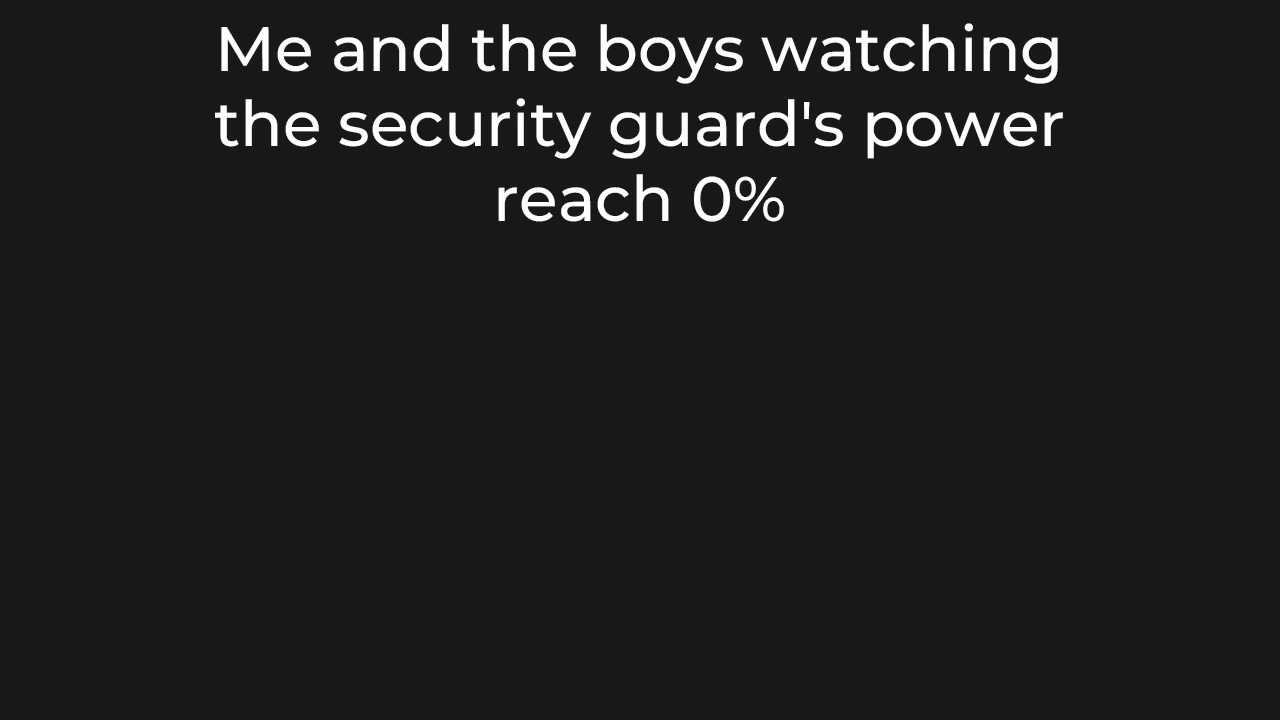 Me and the boys watching
the security guard's power
reach 0%